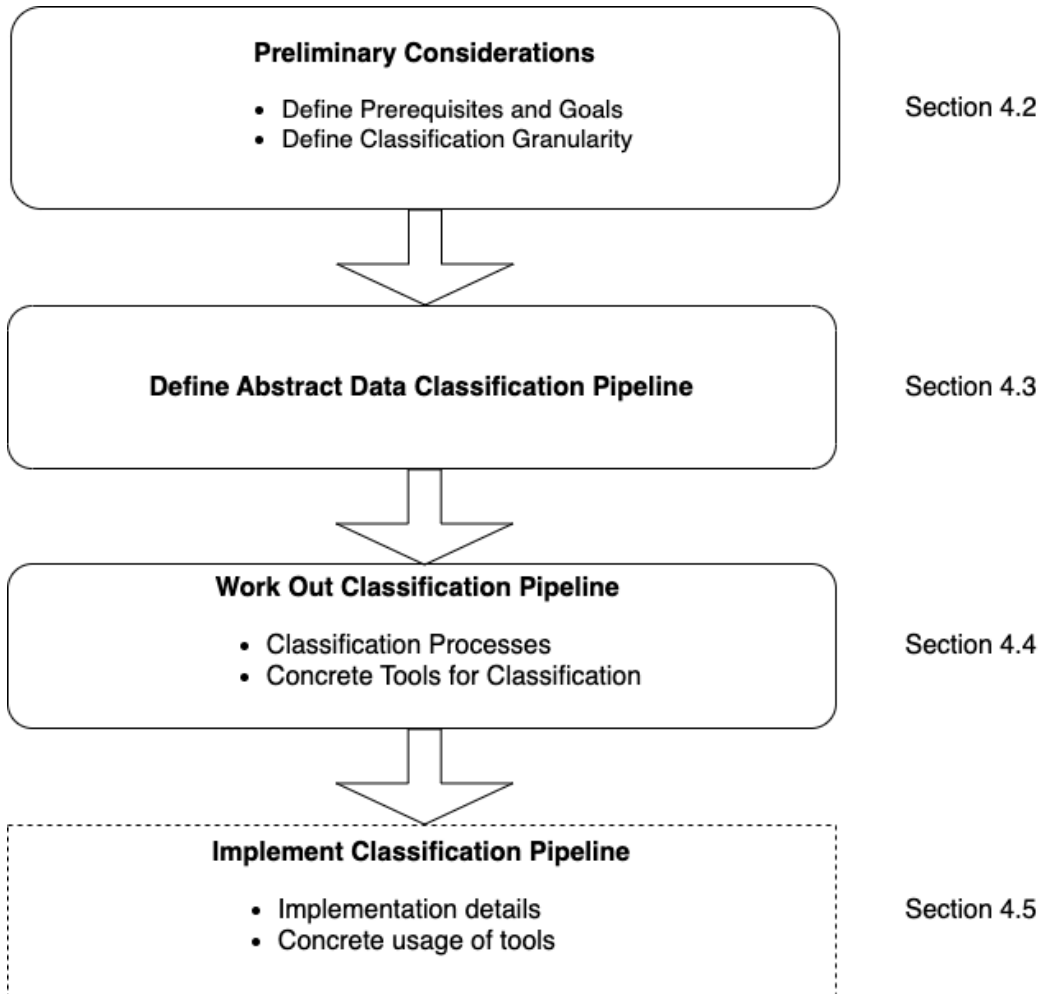 Preliminary Considerations
• Define Prerequisites and Goals
• Define Classification Granularity
Section 4.2
Define Abstract Data Classification Pipeline
Section 4.3
Work Out Classification Pipeline
• Classification Processes
• Concrete Tools for Classification
Section 4.4
Implement Classification Pipeline
• Implementation details
• Concrete usage of tools
Section 4.5